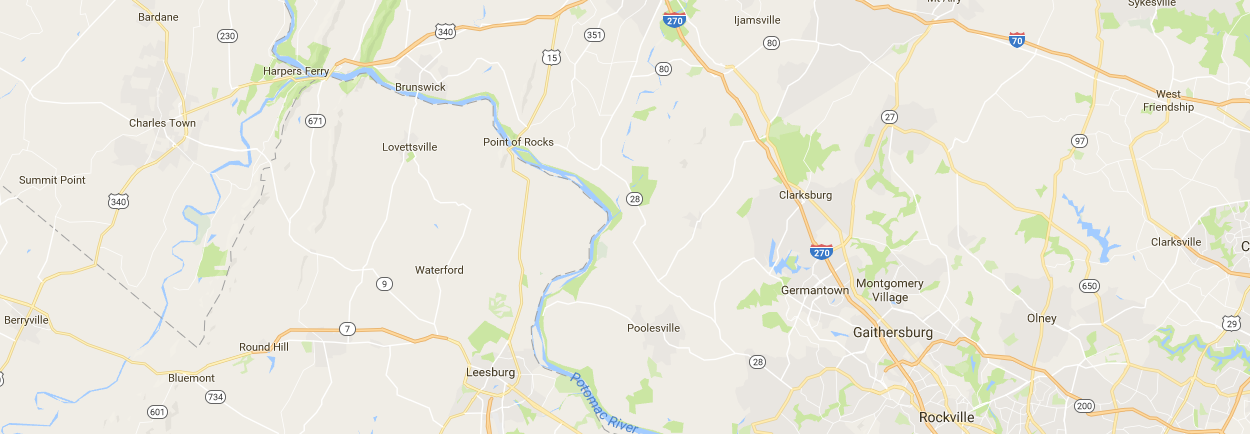 Mt Airy
Sykesville
Bardane
Ijamsville
270
230
340
351
80
70
15
Harpers Ferry
80
Brunswick
West
Friendship
671
27
Charles Town
Point of Rocks
97
Lovettsville
Summit Point
28
Clarksburg
340
Clarksville
C
270
Waterford
9
Germantown
Montgomery
Village
650
Berryville
7
Poolesville
Olney
29
Gaithersburg
Round Hill
28
Leesburg
Bluemont
Potomac River
734
601
200
Rockville